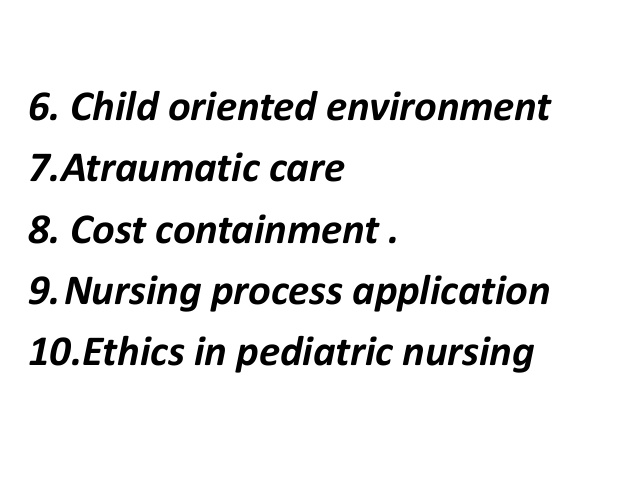 6. Child oriented environment
7.Atraumatic care
8. Cost containment .
9. Nursing process application
10.Ethics in pediatric nursing